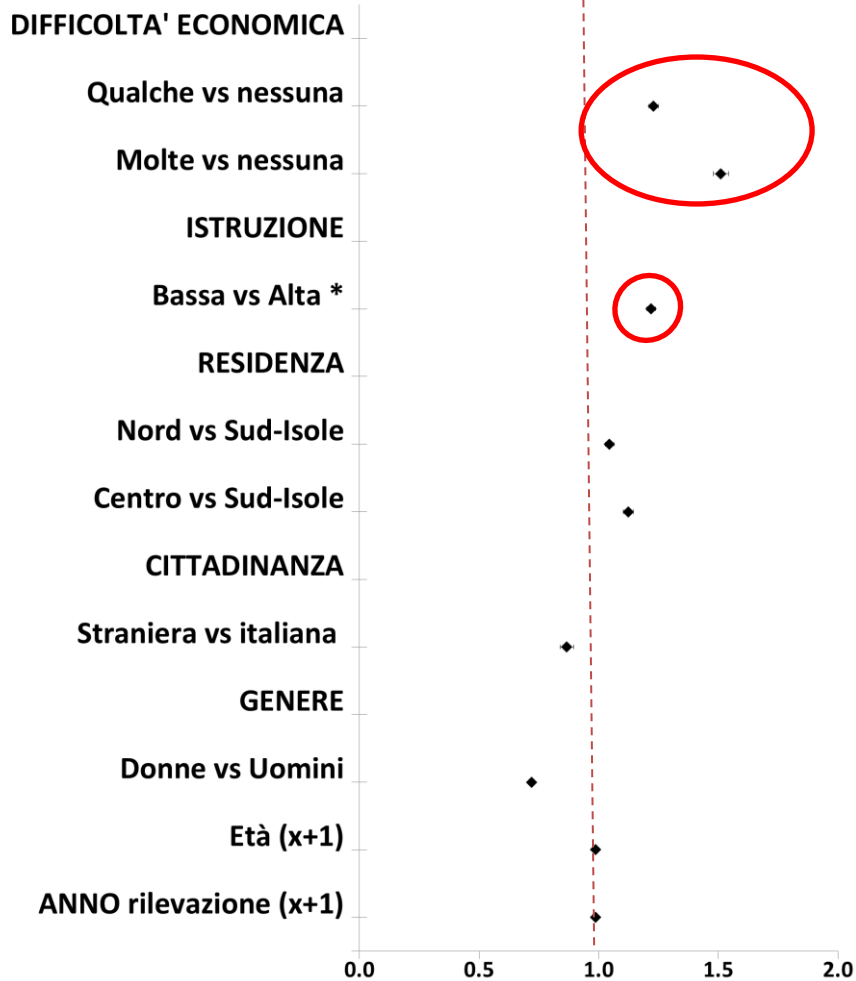 DIFFICOLTA' ECONOMICA
Qualche vs nessuna
Molte vs nessuna
ISTRUZIONE
Bassa vs Alta *
RESIDENZA
Nord vs Sud-Isole
Centro vs Sud-Isole
CITTADINANZA
Straniera vs italiana
GENERE
Donne vs Uomini
Età (x+1)
ANNO rilevazione (x+1)
0.0 0.5 1.0 1.5 2.0